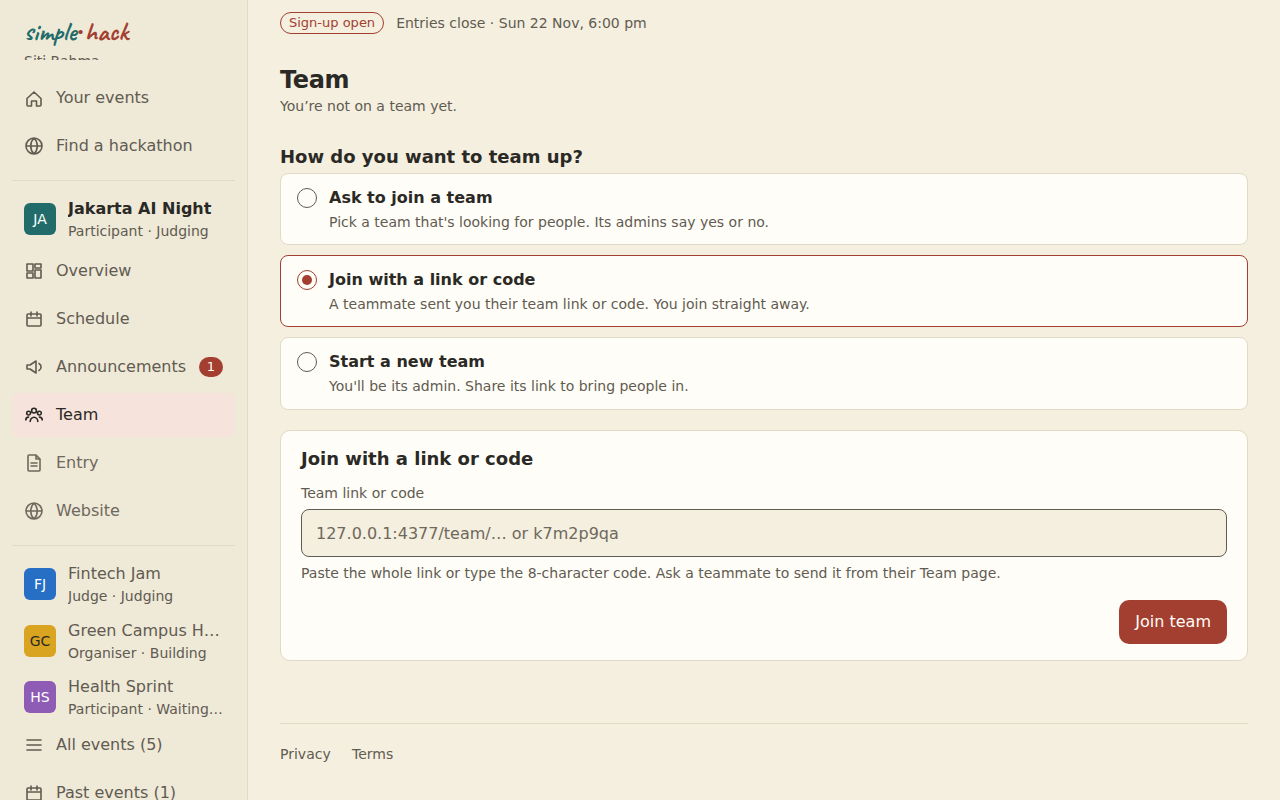 simple·hack
Siti Rahma
Your events
Find a hackathon
JA
Jakarta AI Night
Participant · Judging
Overview
Schedule
Announcements 1
Team
Entry
Website
FJ
Fintech Jam
Judge · Judging
GC
Green Campus H…
Organiser · Building
HS
Health Sprint
Participant · Waiting…
All events (5)
Past events (1)
Sign-up open
Entries close · Sun 22 Nov, 6:00 pm
Team
You’re not on a team yet.
How do you want to team up?
Ask to join a team
Pick a team that's looking for people. Its admins say yes or no.
Join with a link or code
A teammate sent you their team link or code. You join straight away.
Start a new team
You'll be its admin. Share its link to bring people in.
Join with a link or code
Team link or code
127.0.0.1:4377/team/… or k7m2p9qa
Paste the whole link or type the 8-character code. Ask a teammate to send it from their Team page.
Join team
Privacy
Terms